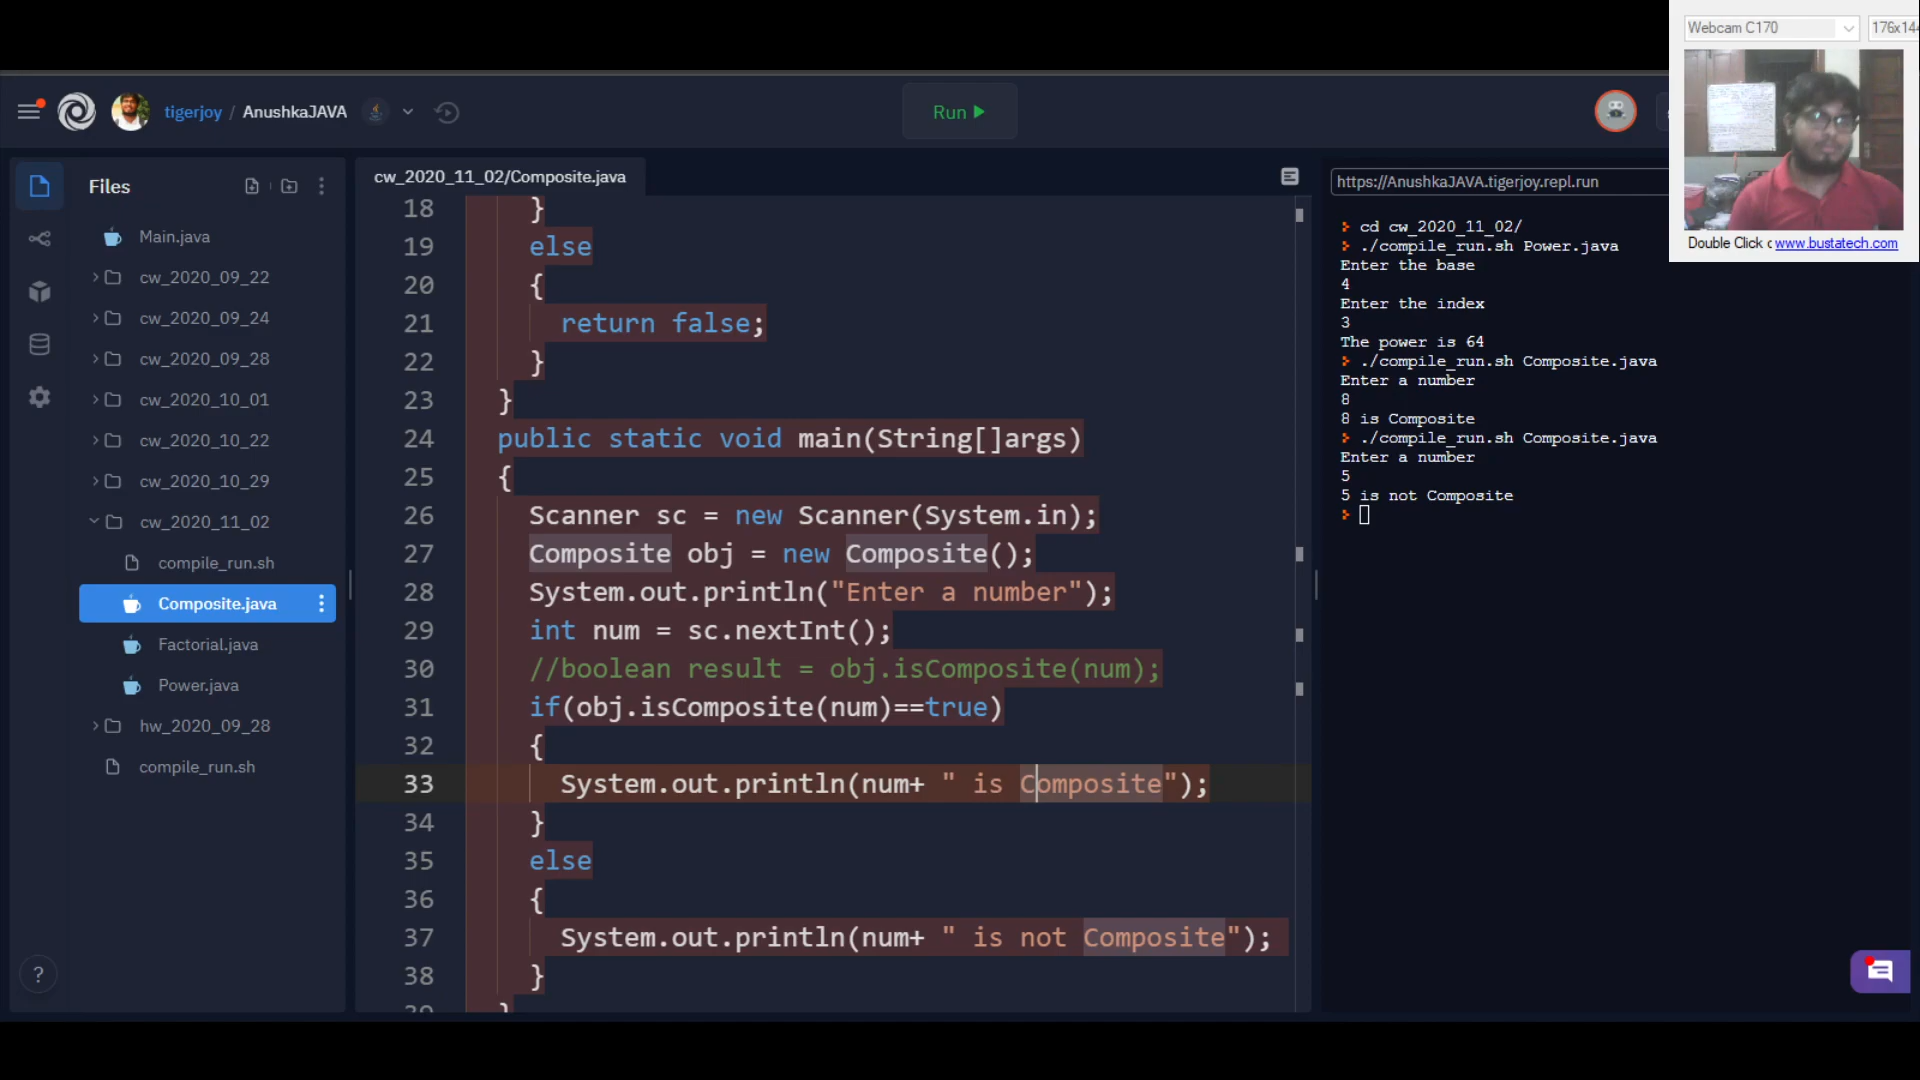 Webcam C170
176x144
Double Click
www.bustatech.com
tigerjoy / AnushkaJAVA
Run
Files
Main.java
cw_2020_09_22
cw_2020_09_24
cw_2020_09_28
cw_2020_10_01
cw_2020_10_22
cw_2020_10_29
cw_2020_11_02
compile_run.sh
Composite.java
Factorial.java
Power.java
hw_2020_09_28
compile_run.sh
?
cw_2020_11_02/Composite.java
18 }
19 else
20 {
21 return false;
22 }
23 }
24 public static void main(String[]args)
25 {
26 Scanner sc = new Scanner(System.in);
27 Composite obj = new Composite();
28 System.out.println("Enter a number");
29 int num = sc.nextInt();
30 //boolean result = obj.isComposite(num);
31 if(obj.isComposite(num)==true)
32 {
33 System.out.println(num+ " is Composite");
34 }
35 else
36 {
37 System.out.println(num+ " is not Composite");
38 }
39 }
https://AnushkaJAVA.tigerjoy.repl.run
cd cw_2020_11_02/
./compile_run.sh Power.java
Enter the base
4
Enter the index
3
The power is 64
./compile_run.sh Composite.java
Enter a number
8
8 is Composite
./compile_run.sh Composite.java
Enter a number
5
5 is not Composite